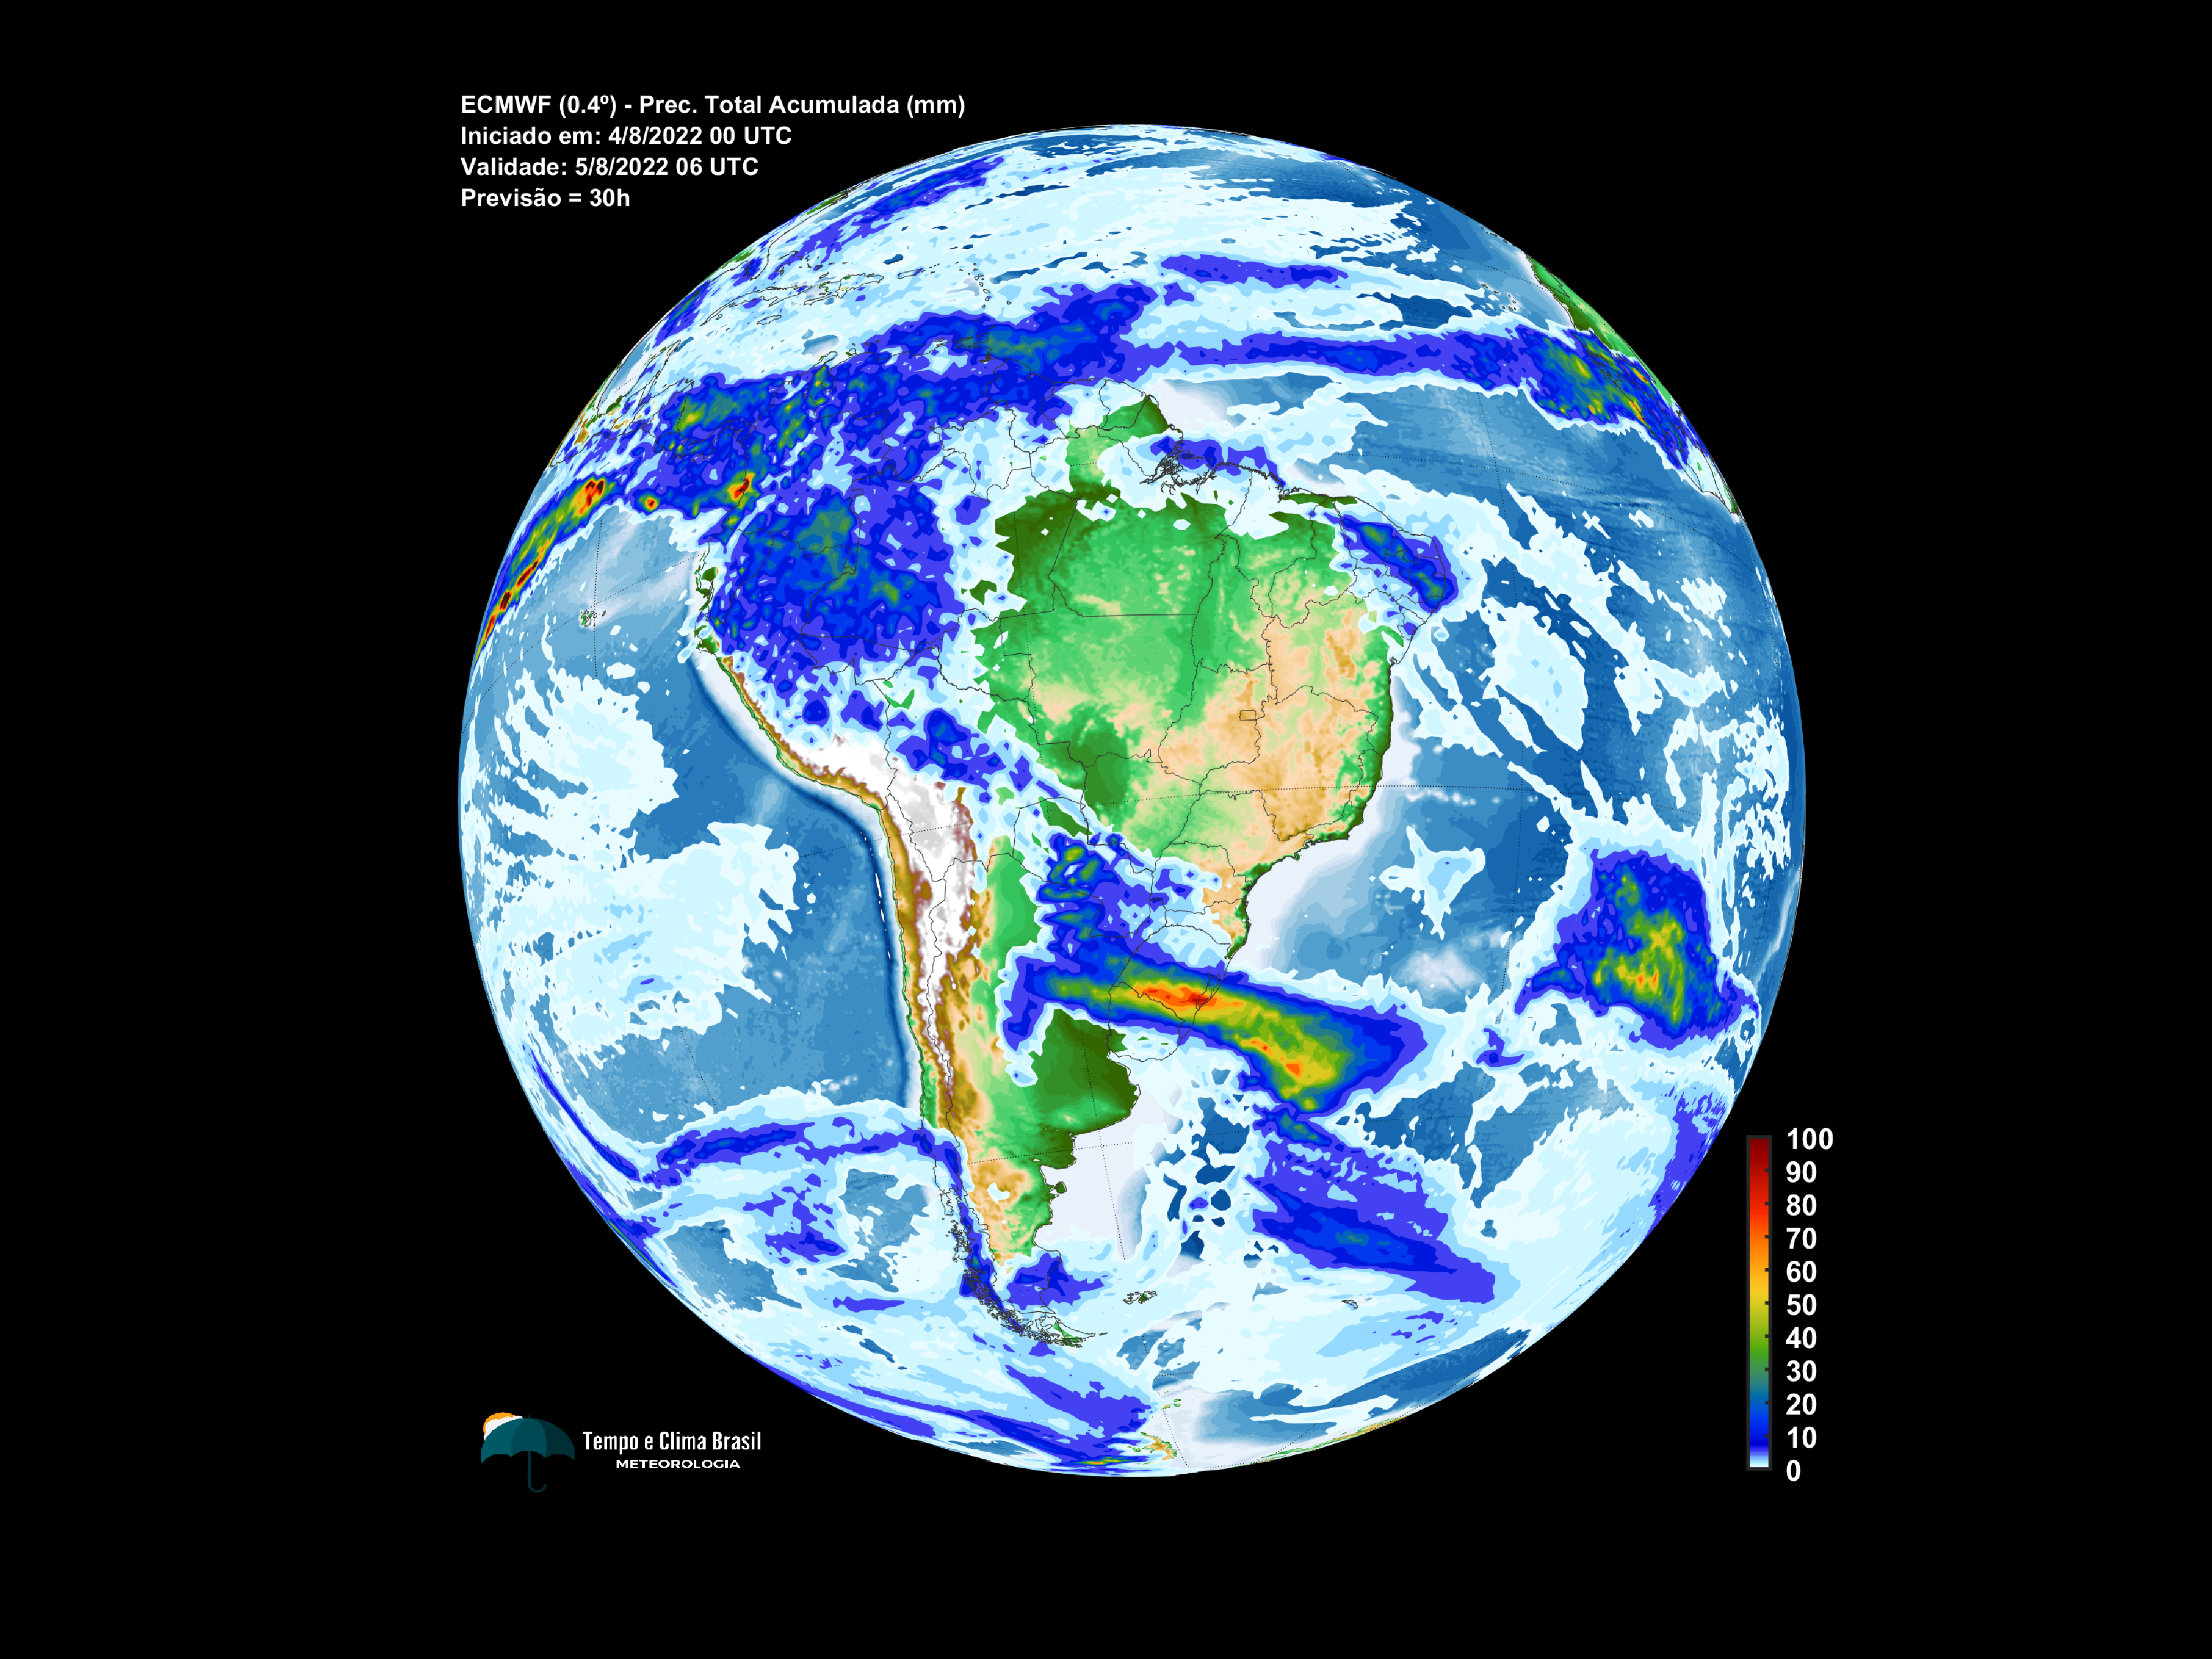 ECMWF (0.4º) - Prec. Total Acumulada (mm)
Iniciado em: 4/8/2022 00 UTC
Validade: 5/8/2022 06 UTC
Previsão = 30h
100
90
80
70
60
50
40
30
20
10
0
Tempo e Clima Brasil
METEOROLOGIA